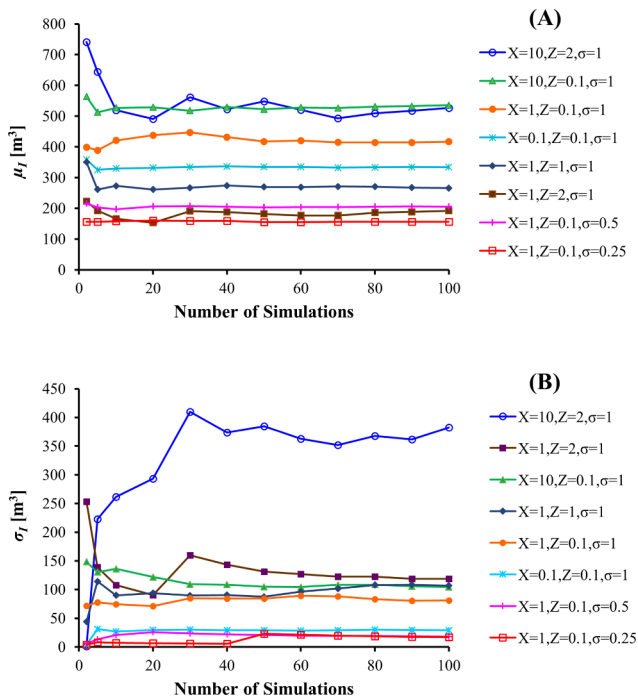 (A)
800
700
600
500
400
300
200
100
0
μI [m³]
0
20
40
60
80
100
Number of Simulations
X=10,Z=2,σ=1
X=10,Z=0.1,σ=1
X=1,Z=0.1,σ=1
X=0.1,Z=0.1,σ=1
X=1,Z=1,σ=1
X=1,Z=2,σ=1
X=1,Z=0.1,σ=0.5
X=1,Z=0.1,σ=0.25
(B)
450
400
350
300
250
200
150
100
50
0
σI [m³]
0
20
40
60
80
100
Number of Simulations
X=10,Z=2,σ=1
X=1,Z=2,σ=1
X=10,Z=0.1,σ=1
X=1,Z=1,σ=1
X=1,Z=0.1,σ=1
X=0.1,Z=0.1,σ=1
X=1,Z=0.1,σ=0.5
X=1,Z=0.1,σ=0.25